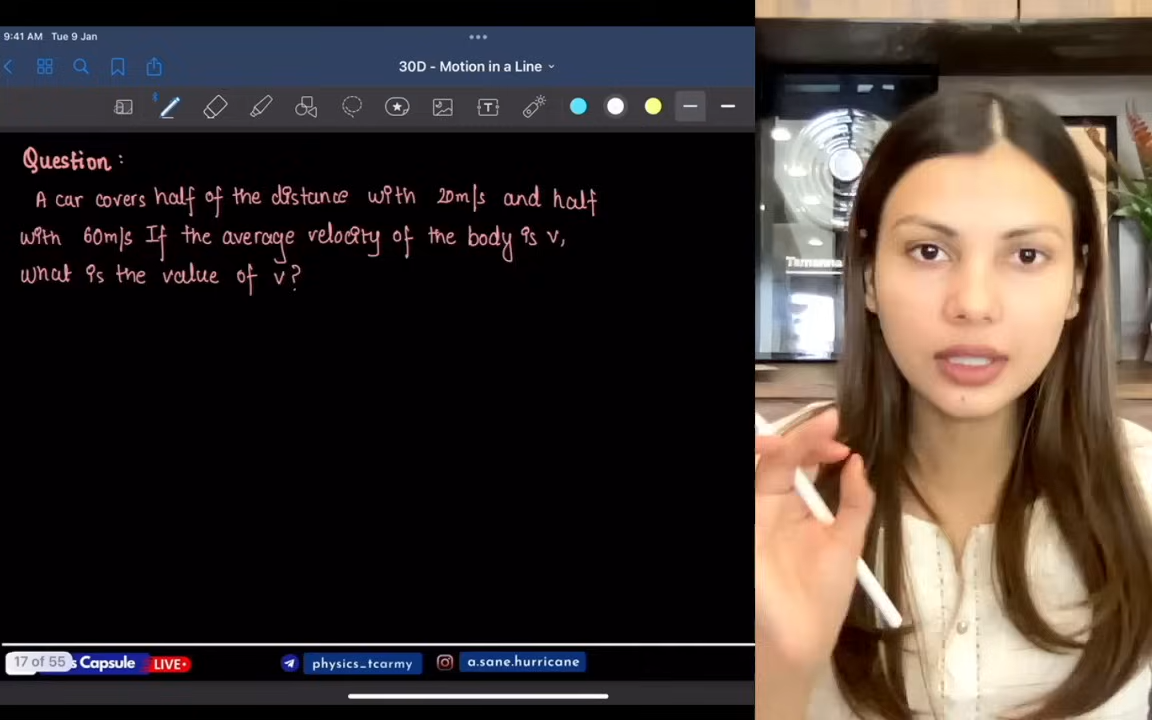 9:41 AM Tue 9 Jan
30D - Motion in a Line
T
Question :
A car covers half of the distance with 20m/s and half
with 60m/s If the average velocity of the body is v,
what is the value of v?
Tamanna
17 of 55 s Capsule LIVE
physics_tcarmy
a.sane.hurricane